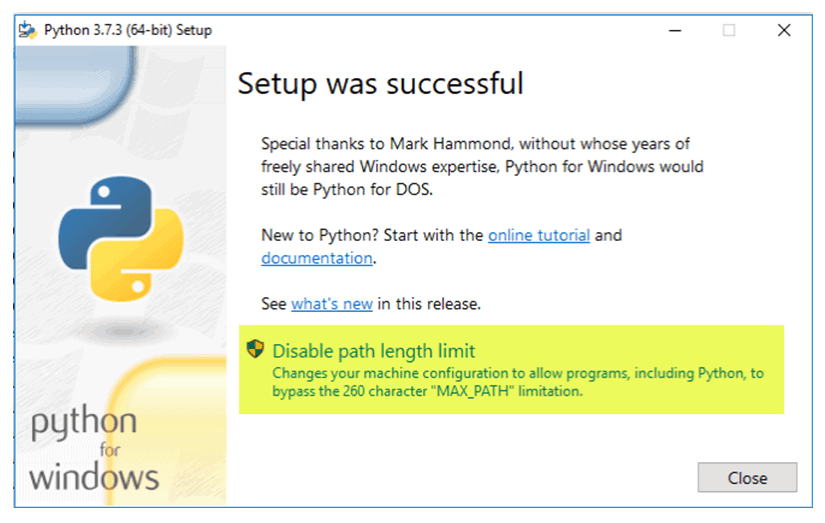 Python 3.7.3 (64-bit) Setup
Setup was successful
Special thanks to Mark Hammond, without whose years of
freely shared Windows expertise, Python for Windows would
still be Python for DOS.
New to Python? Start with the online tutorial and
documentation.
See what's new in this release.
Disable path length limit
Changes your machine configuration to allow programs, including Python, to
bypass the 260 character "MAX_PATH" limitation.
python
for
windows
Close